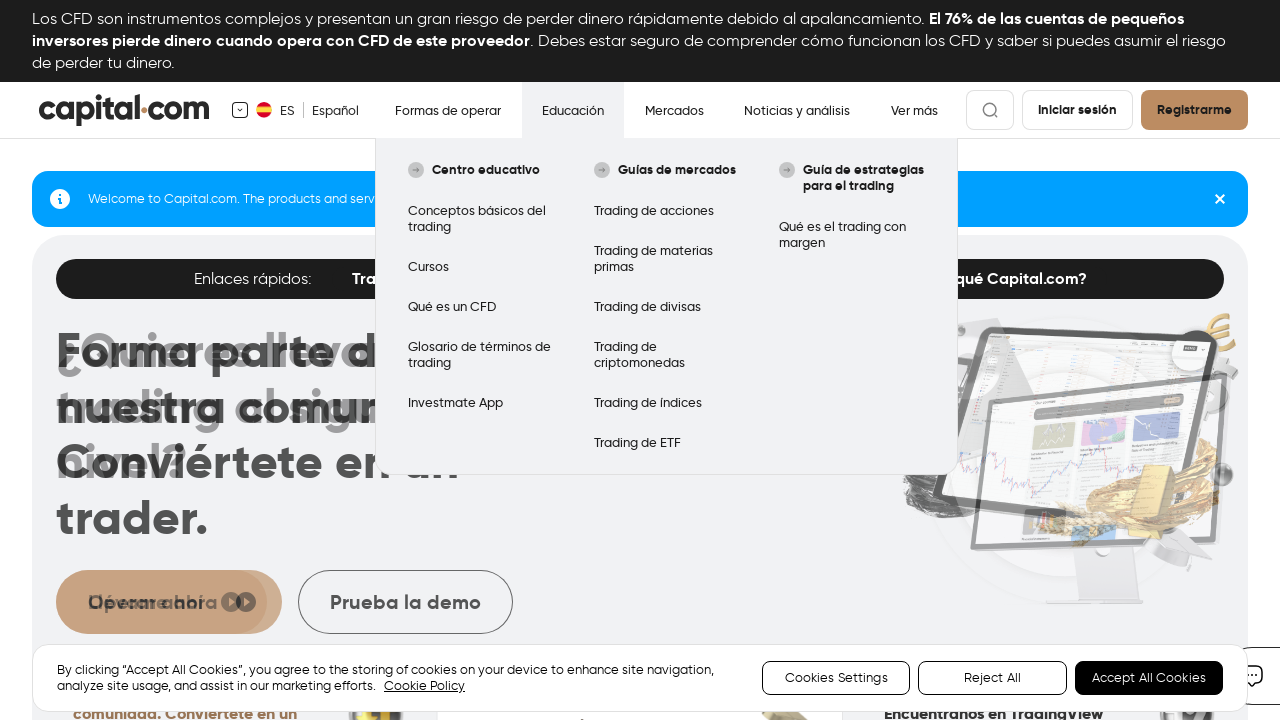 Los CFD son instrumentos complejos y presentan un gran riesgo de perder dinero rápidamente debido al apalancamiento. El 76% de las cuentas de pequeños
inversores pierde dinero cuando opera con CFD de este proveedor. Debes estar seguro de comprender cómo funcionan los CFD y saber si puedes asumir el riesgo
de perder tu dinero.
capital.com ES Español Formas de operar Educación Mercados Noticias y análisis Ver más Iniciar sesión Registrarme
Centro educativo
Conceptos básicos del
trading
Cursos
Qué es un CFD
Glosario de términos de
trading
Investmate App
Guías de mercados
Trading de acciones
Trading de materias
primas
Trading de divisas
Trading de
criptomonedas
Trading de índices
Trading de ETF
Guía de estrategias
para el trading
Qué es el trading con
margen
Welcome to Capital.com. The products and serv
Enlaces rápidos: Tra
qué Capital.com?
Forma parte d
nuestra comun
Conviértete en un
trader.
Operar ahora
Prueba la demo
By clicking “Accept All Cookies”, you agree to the storing of cookies on your device to enhance site navigation,
analyze site usage, and assist in our marketing efforts. Cookie Policy
Cookies Settings Reject All Accept All Cookies
comunidad. Conviértete en un
Encuéntranos en TradingView